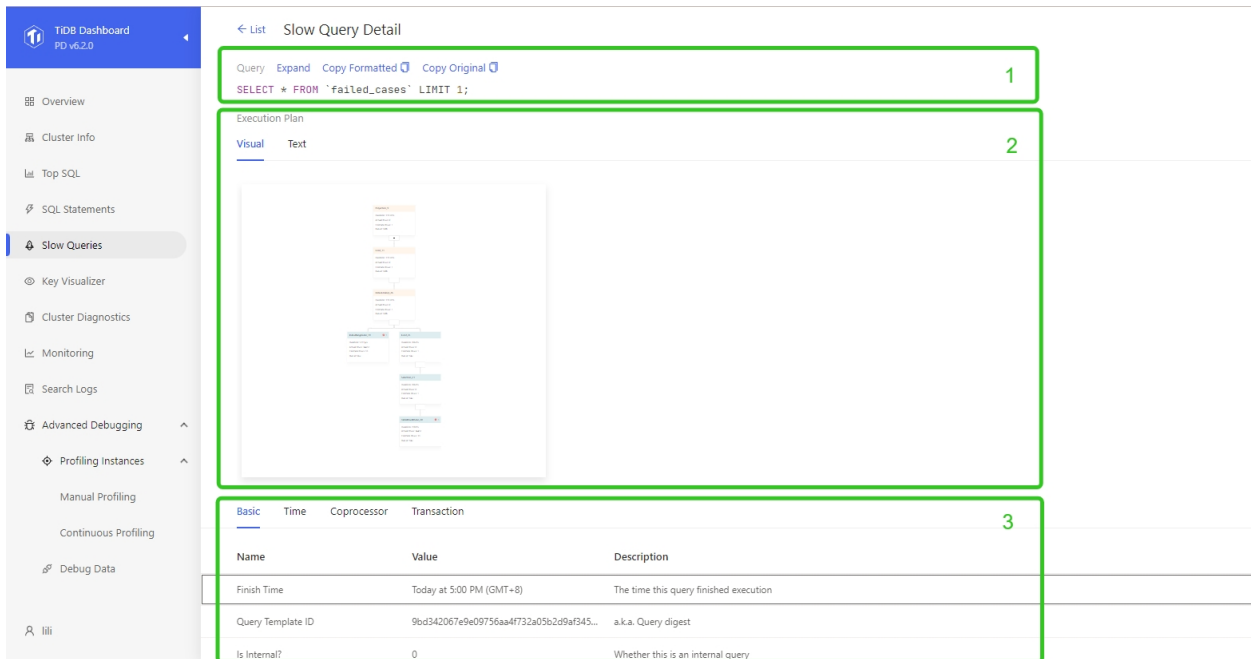 TiDB Dashboard
PD v6.2.0
Overview
Cluster Info
Top SQL
SQL Statements
Slow Queries
Key Visualizer
Cluster Diagnostics
Monitoring
Search Logs
Advanced Debugging
Profiling Instances
Manual Profiling
Continuous Profiling
Debug Data
lili
List Slow Query Detail
Query Expand Copy Formatted Copy Original
1
SELECT * FROM `failed_cases` LIMIT 1;
Execution Plan
Visual Text
2
Basic Time Coprocessor Transaction
3
Name Value Description
Finish Time Today at 5:00 PM (GMT+8) The time this query finished execution
Query Template ID 9bd342067e9e09756aa4f732a05b2d9af345... a.k.a. Query digest
Is Internal? 0 Whether this is an internal query